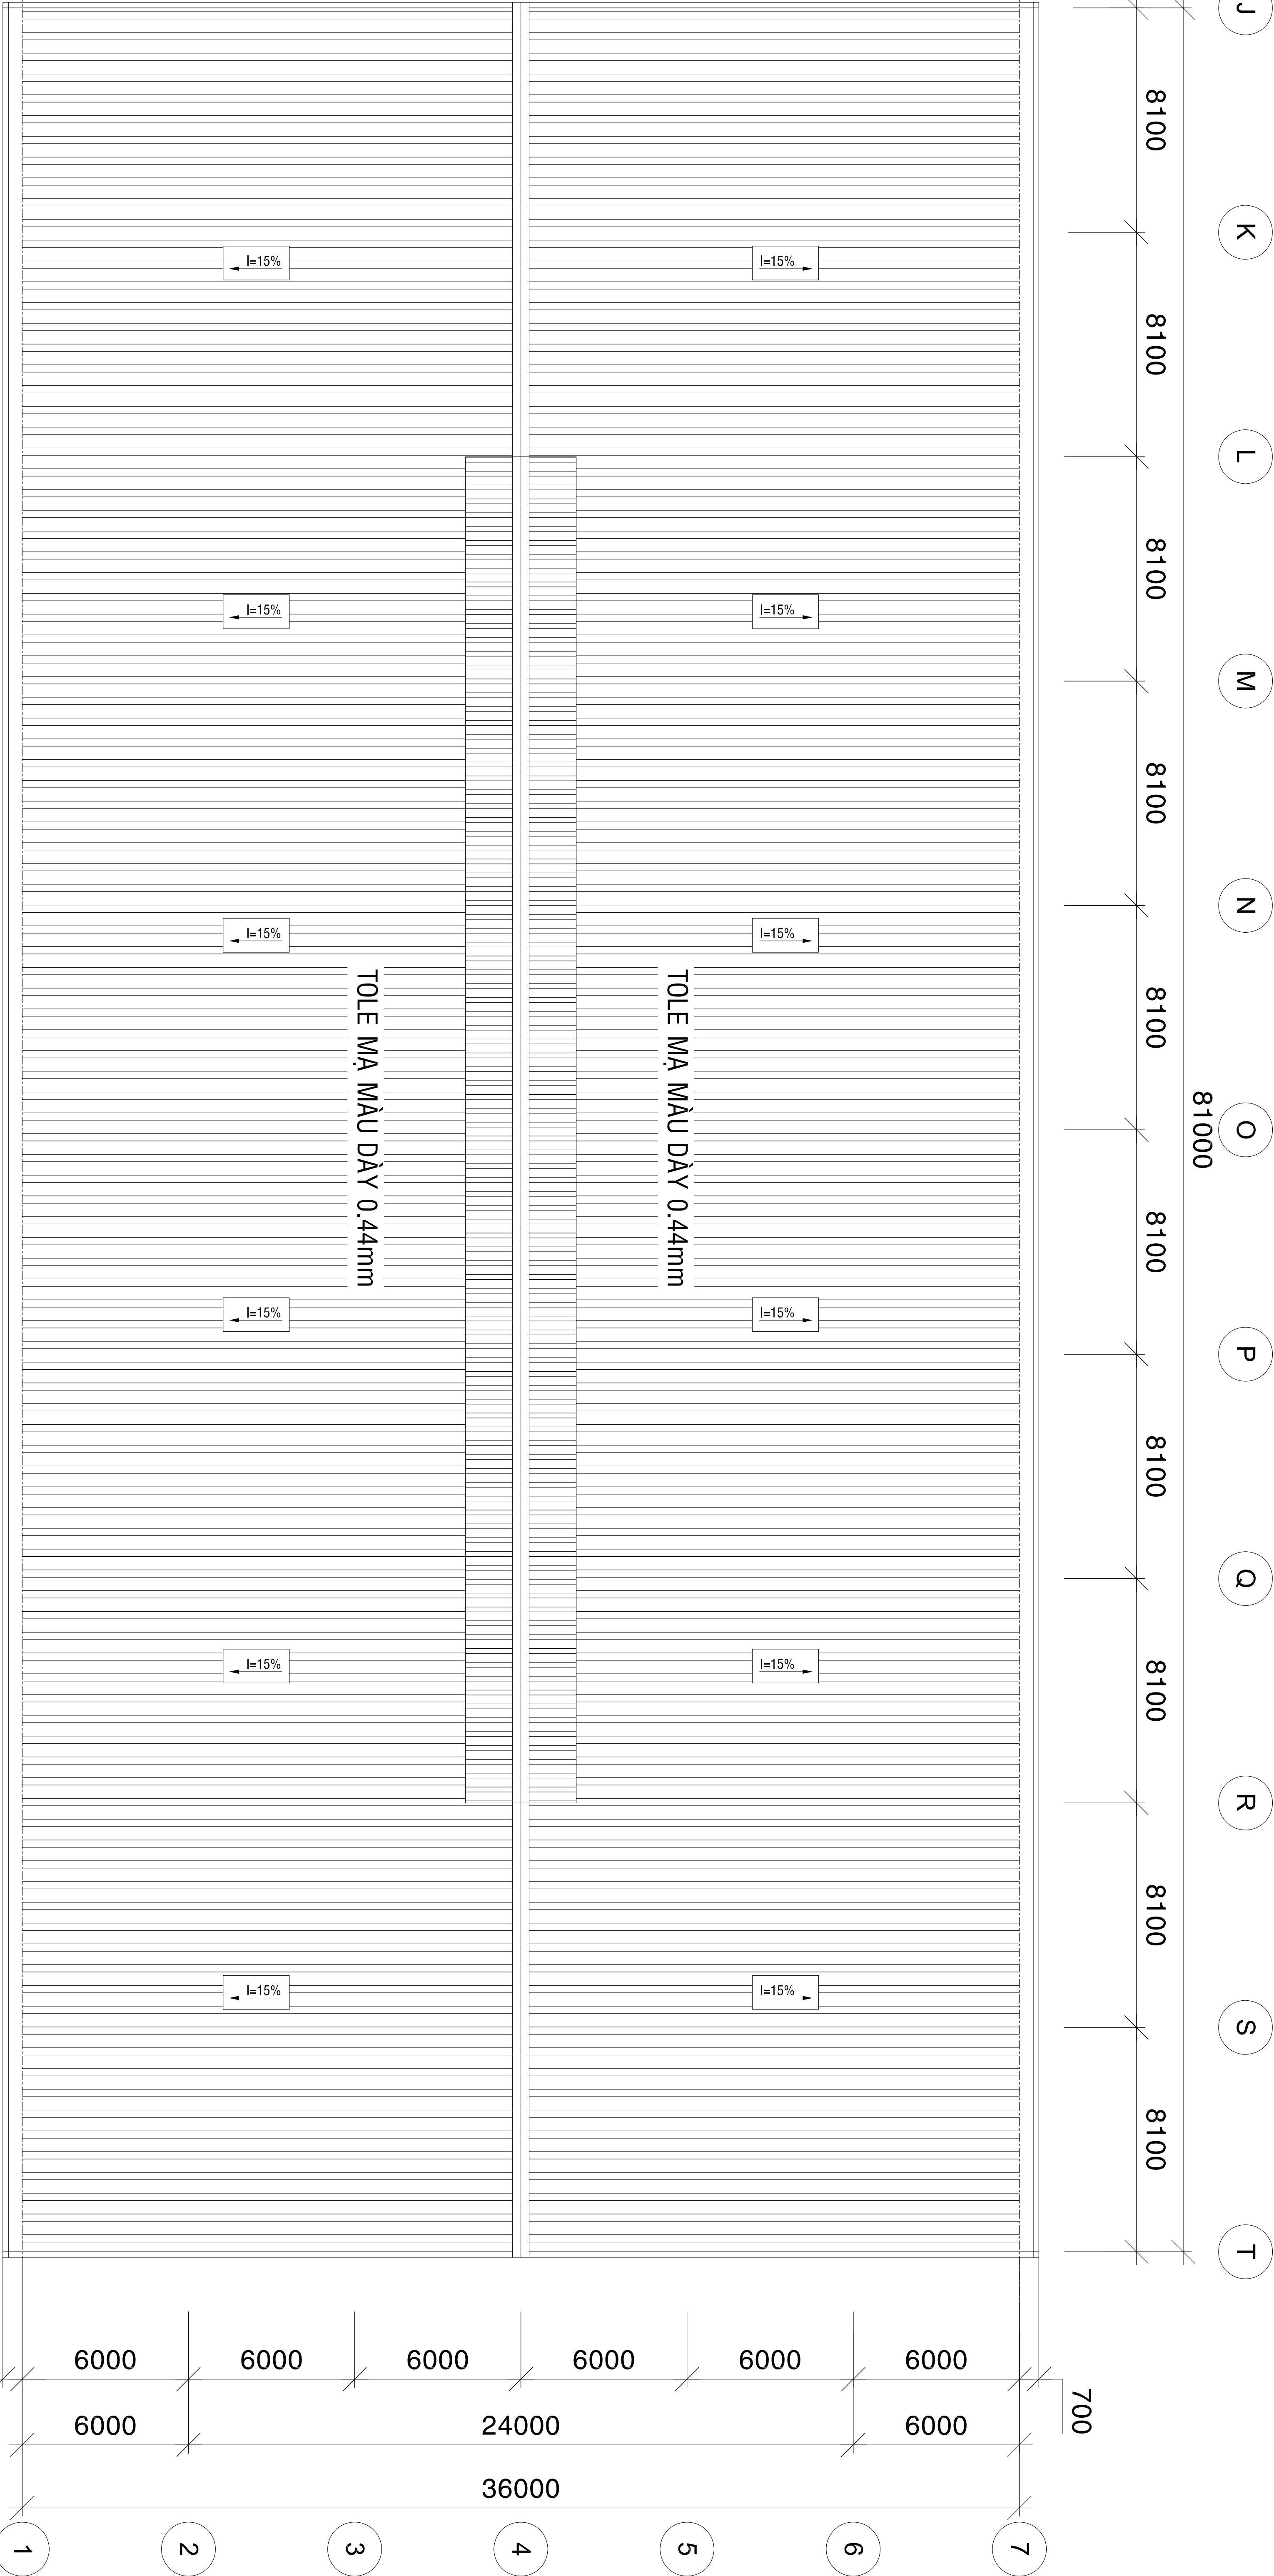 J
8100
K
I=15%
I=15%
8100
L
8100
I=15%
I=15%
M
8100
N
I=15%
I=15%
8100
TOLE MẠ MÀU DÀY 0.44mm
TOLE MẠ MÀU DÀY 0.44mm
81000
O
8100
I=15%
I=15%
P
8100
Q
8100
I=15%
I=15%
R
8100
I=15%
I=15%
S
8100
T
6000
6000
6000
6000
6000
6000
700
6000
24000
6000
36000
1
2
3
4
5
6
7